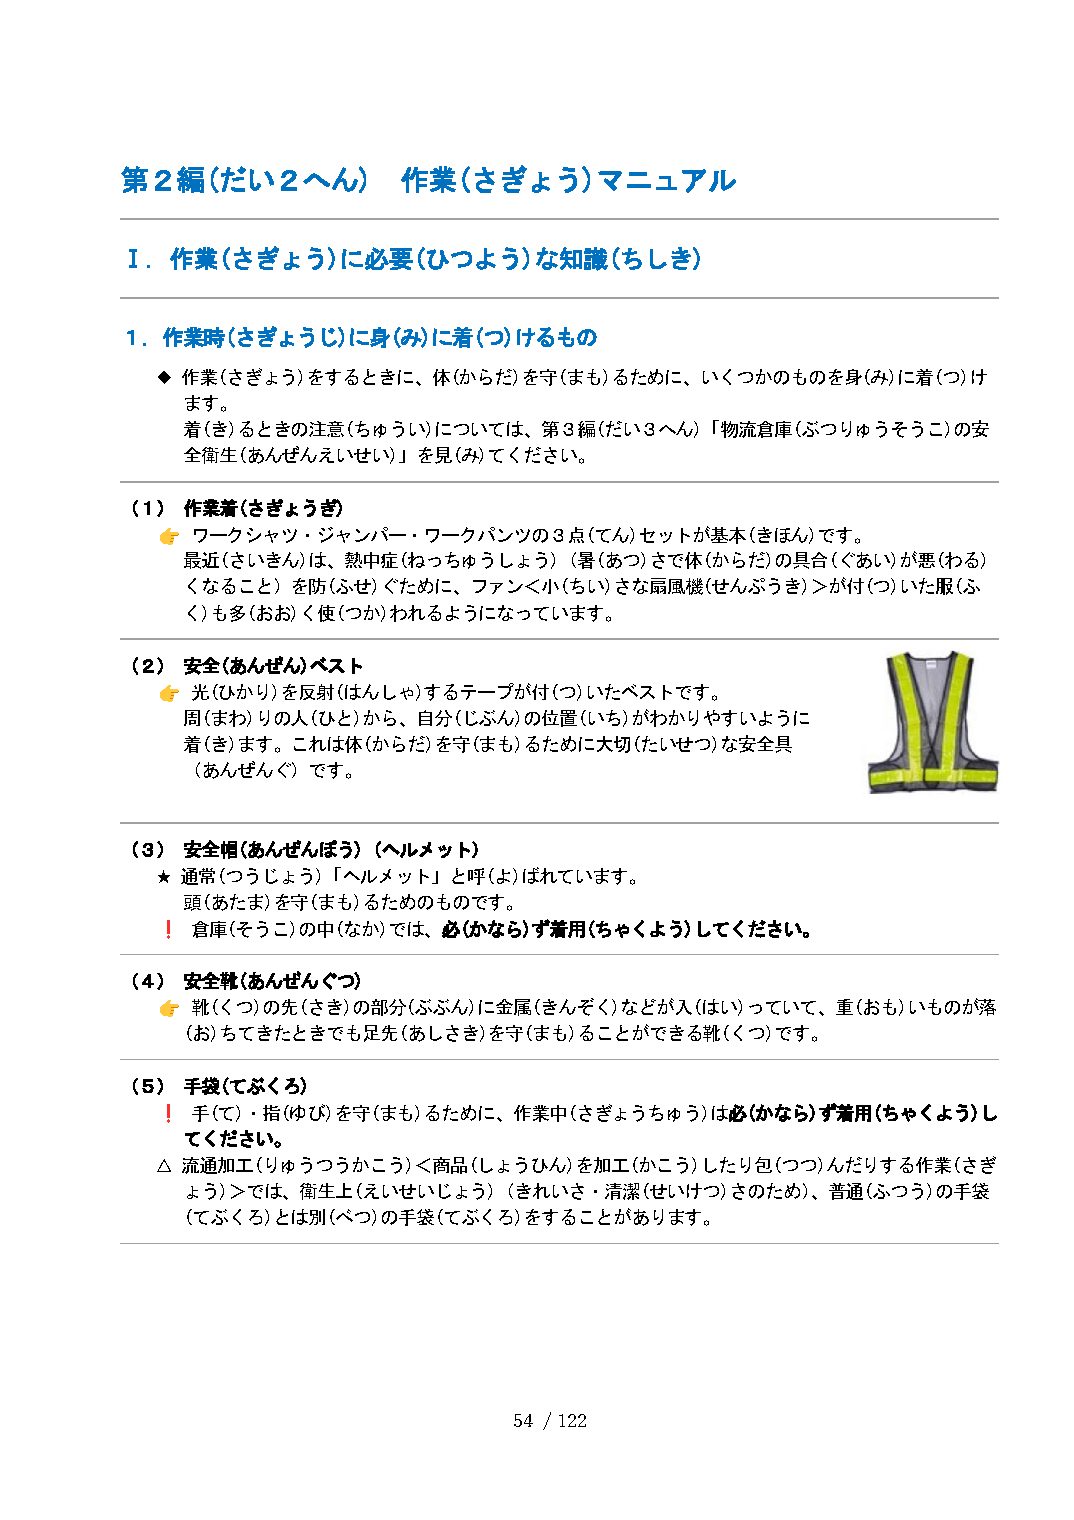 第２編(だい２へん)　作業(さぎょう)マニュアル
Ⅰ．作業(さぎょう)に必要(ひつよう)な知識(ちしき)
１．作業時(さぎょうじ)に身(み)に着(つ)けるもの
◆ 作業(さぎょう)をするときに、体(からだ)を守(まも)るために、いくつかのものを身(み)に着(つ)け
ます。
着(き)るときの注意(ちゅうい)については、第３編(だい３へん)「物流倉庫(ぶつりゅうそうこ)の安
全衛生(あんぜんえいせい)」を見(み)てください。
（１） 作業着(さぎょうぎ)
👉 ワークシャツ・ジャンパー・ワークパンツの３点(てん)セットが基本(きほん)です。
最近(さいきん)は、熱中症(ねっちゅうしょう)（暑(あつ)さで体(からだ)の具合(ぐあい)が悪(わる)
くなること）を防(ふせ)ぐために、ファン＜小(ちい)さな扇風機(せんぷうき)＞が付(つ)いた服(ふ
く)も多(おお)く使(つか)われるようになっています。
（２） 安全(あんぜん)ベスト
👉 光(ひかり)を反射(はんしゃ)するテープが付(つ)いたベストです。
周(まわ)りの人(ひと)から、自分(じぶん)の位置(いち)がわかりやすいように
着(き)ます。これは体(からだ)を守(まも)るために大切(たいせつ)な安全具
（あんぜんぐ）です。
（３） 安全帽(あんぜんぼう)（ヘルメット）
★ 通常(つうじょう)「ヘルメット」と呼(よ)ばれています。
頭(あたま)を守(まも)るためのものです。
❗ 倉庫(そうこ)の中(なか)では、必(かなら)ず着用(ちゃくよう)してください。
（４） 安全靴(あんぜんぐつ)
👉 靴(くつ)の先(さき)の部分(ぶぶん)に金属(きんぞく)などが入(はい)っていて、重(おも)いものが落
(お)ちてきたときでも足先(あしさき)を守(まも)ることができる靴(くつ)です。
（５） 手袋(てぶくろ)
❗ 手(て)・指(ゆび)を守(まも)るために、作業中(さぎょうちゅう)は必(かなら)ず着用(ちゃくよう)し
てください。
△ 流通加工(りゅうつうかこう)＜商品(しょうひん)を加工(かこう)したり包(つつ)んだりする作業(さぎ
ょう)＞では、衛生上(えいせいじょう)（きれいさ・清潔(せいけつ)さのため）、普通(ふつう)の手袋
(てぶくろ)とは別(べつ)の手袋(てぶくろ)をすることがあります。
54 / 122